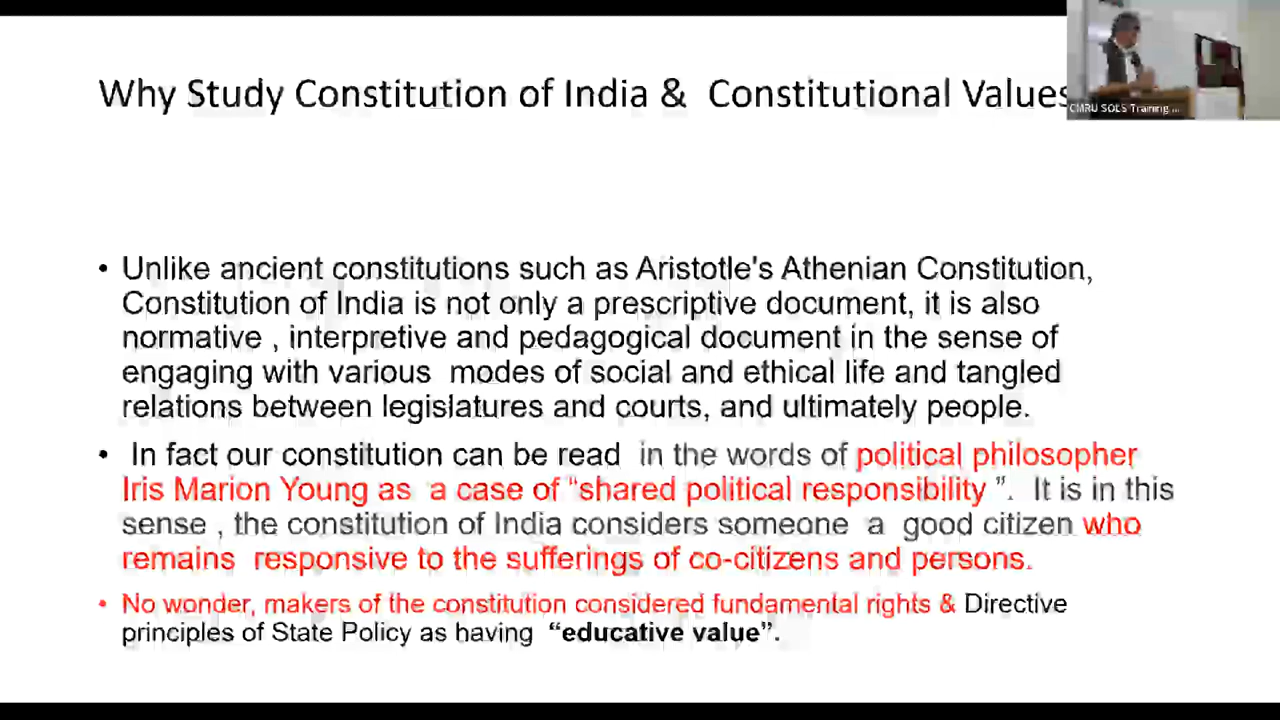 Why Study Constitution of India & Constitutional Values
CMRU SOLS Training ...
• Unlike ancient constitutions such as Aristotle's Athenian Constitution,
Constitution of India is not only a prescriptive document, it is also
normative , interpretive and pedagogical document in the sense of
engaging with various modes of social and ethical life and tangled
relations between legislatures and courts, and ultimately people.
• In fact our constitution can be read in the words of political philosopher
Iris Marion Young as a case of “shared political responsibility ”. It is in this
sense , the constitution of India considers someone a good citizen who
remains responsive to the sufferings of co-citizens and persons.
• No wonder, makers of the constitution considered fundamental rights & Directive
principles of State Policy as having “educative value”.